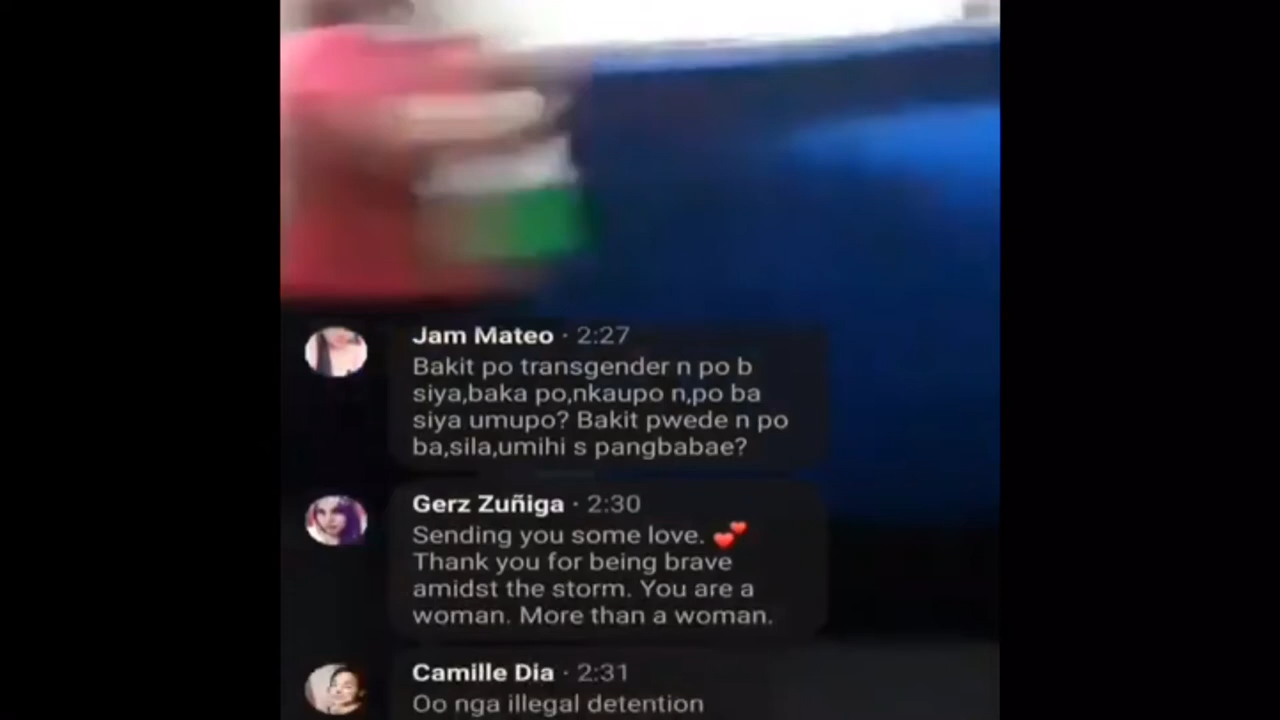 Jam Mateo · 2:27
Bakit po transgender n po b
siya,baka po,nkaupo n,po ba
siya umupo? Bakit pwede n po
ba,sila,umihi s pangbabae?
Gerz Zuñiga · 2:30
Sending you some love. 💕
Thank you for being brave
amidst the storm. You are a
woman. More than a woman.
Camille Dia · 2:31
Oo nga illegal detention